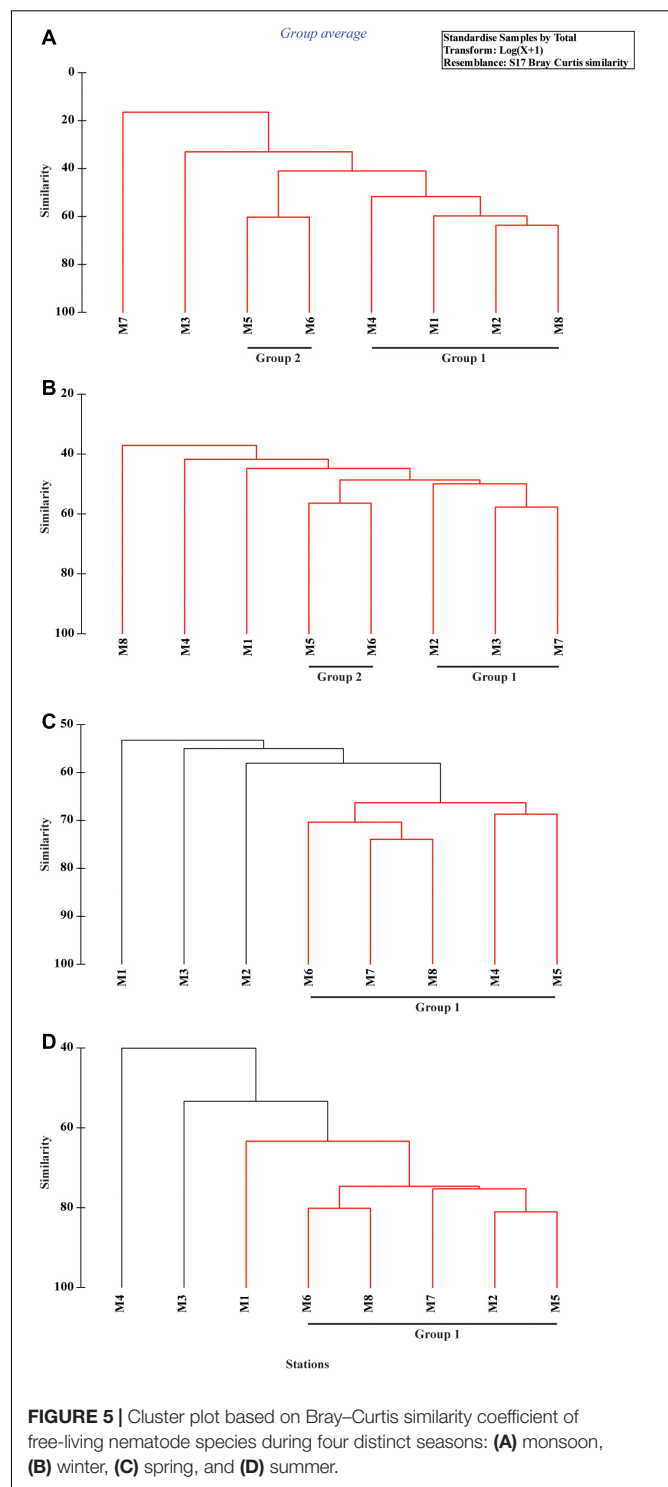 A
Group average
Standardise Samples by Total
Transform: Log(X+1)
Resemblance: S17 Bray Curtis similarity
0
20
40
60
80
100
Similarity
M7
M3
M5
M6
M4
M1
M2
M8
Group 2
Group 1
B
20
40
60
80
100
Similarity
M8
M4
M1
M5
M6
M2
M3
M7
Group 2
Group 1
C
50
60
70
80
90
100
Similarity
M1
M3
M2
M6
M7
M8
M4
M5
Group 1
D
40
60
80
100
Similarity
M4
M3
M1
M6
M8
M7
M2
M5
Group 1
Stations
FIGURE 5 | Cluster plot based on Bray–Curtis similarity coefficient of
free-living nematode species during four distinct seasons: (A) monsoon,
(B) winter, (C) spring, and (D) summer.